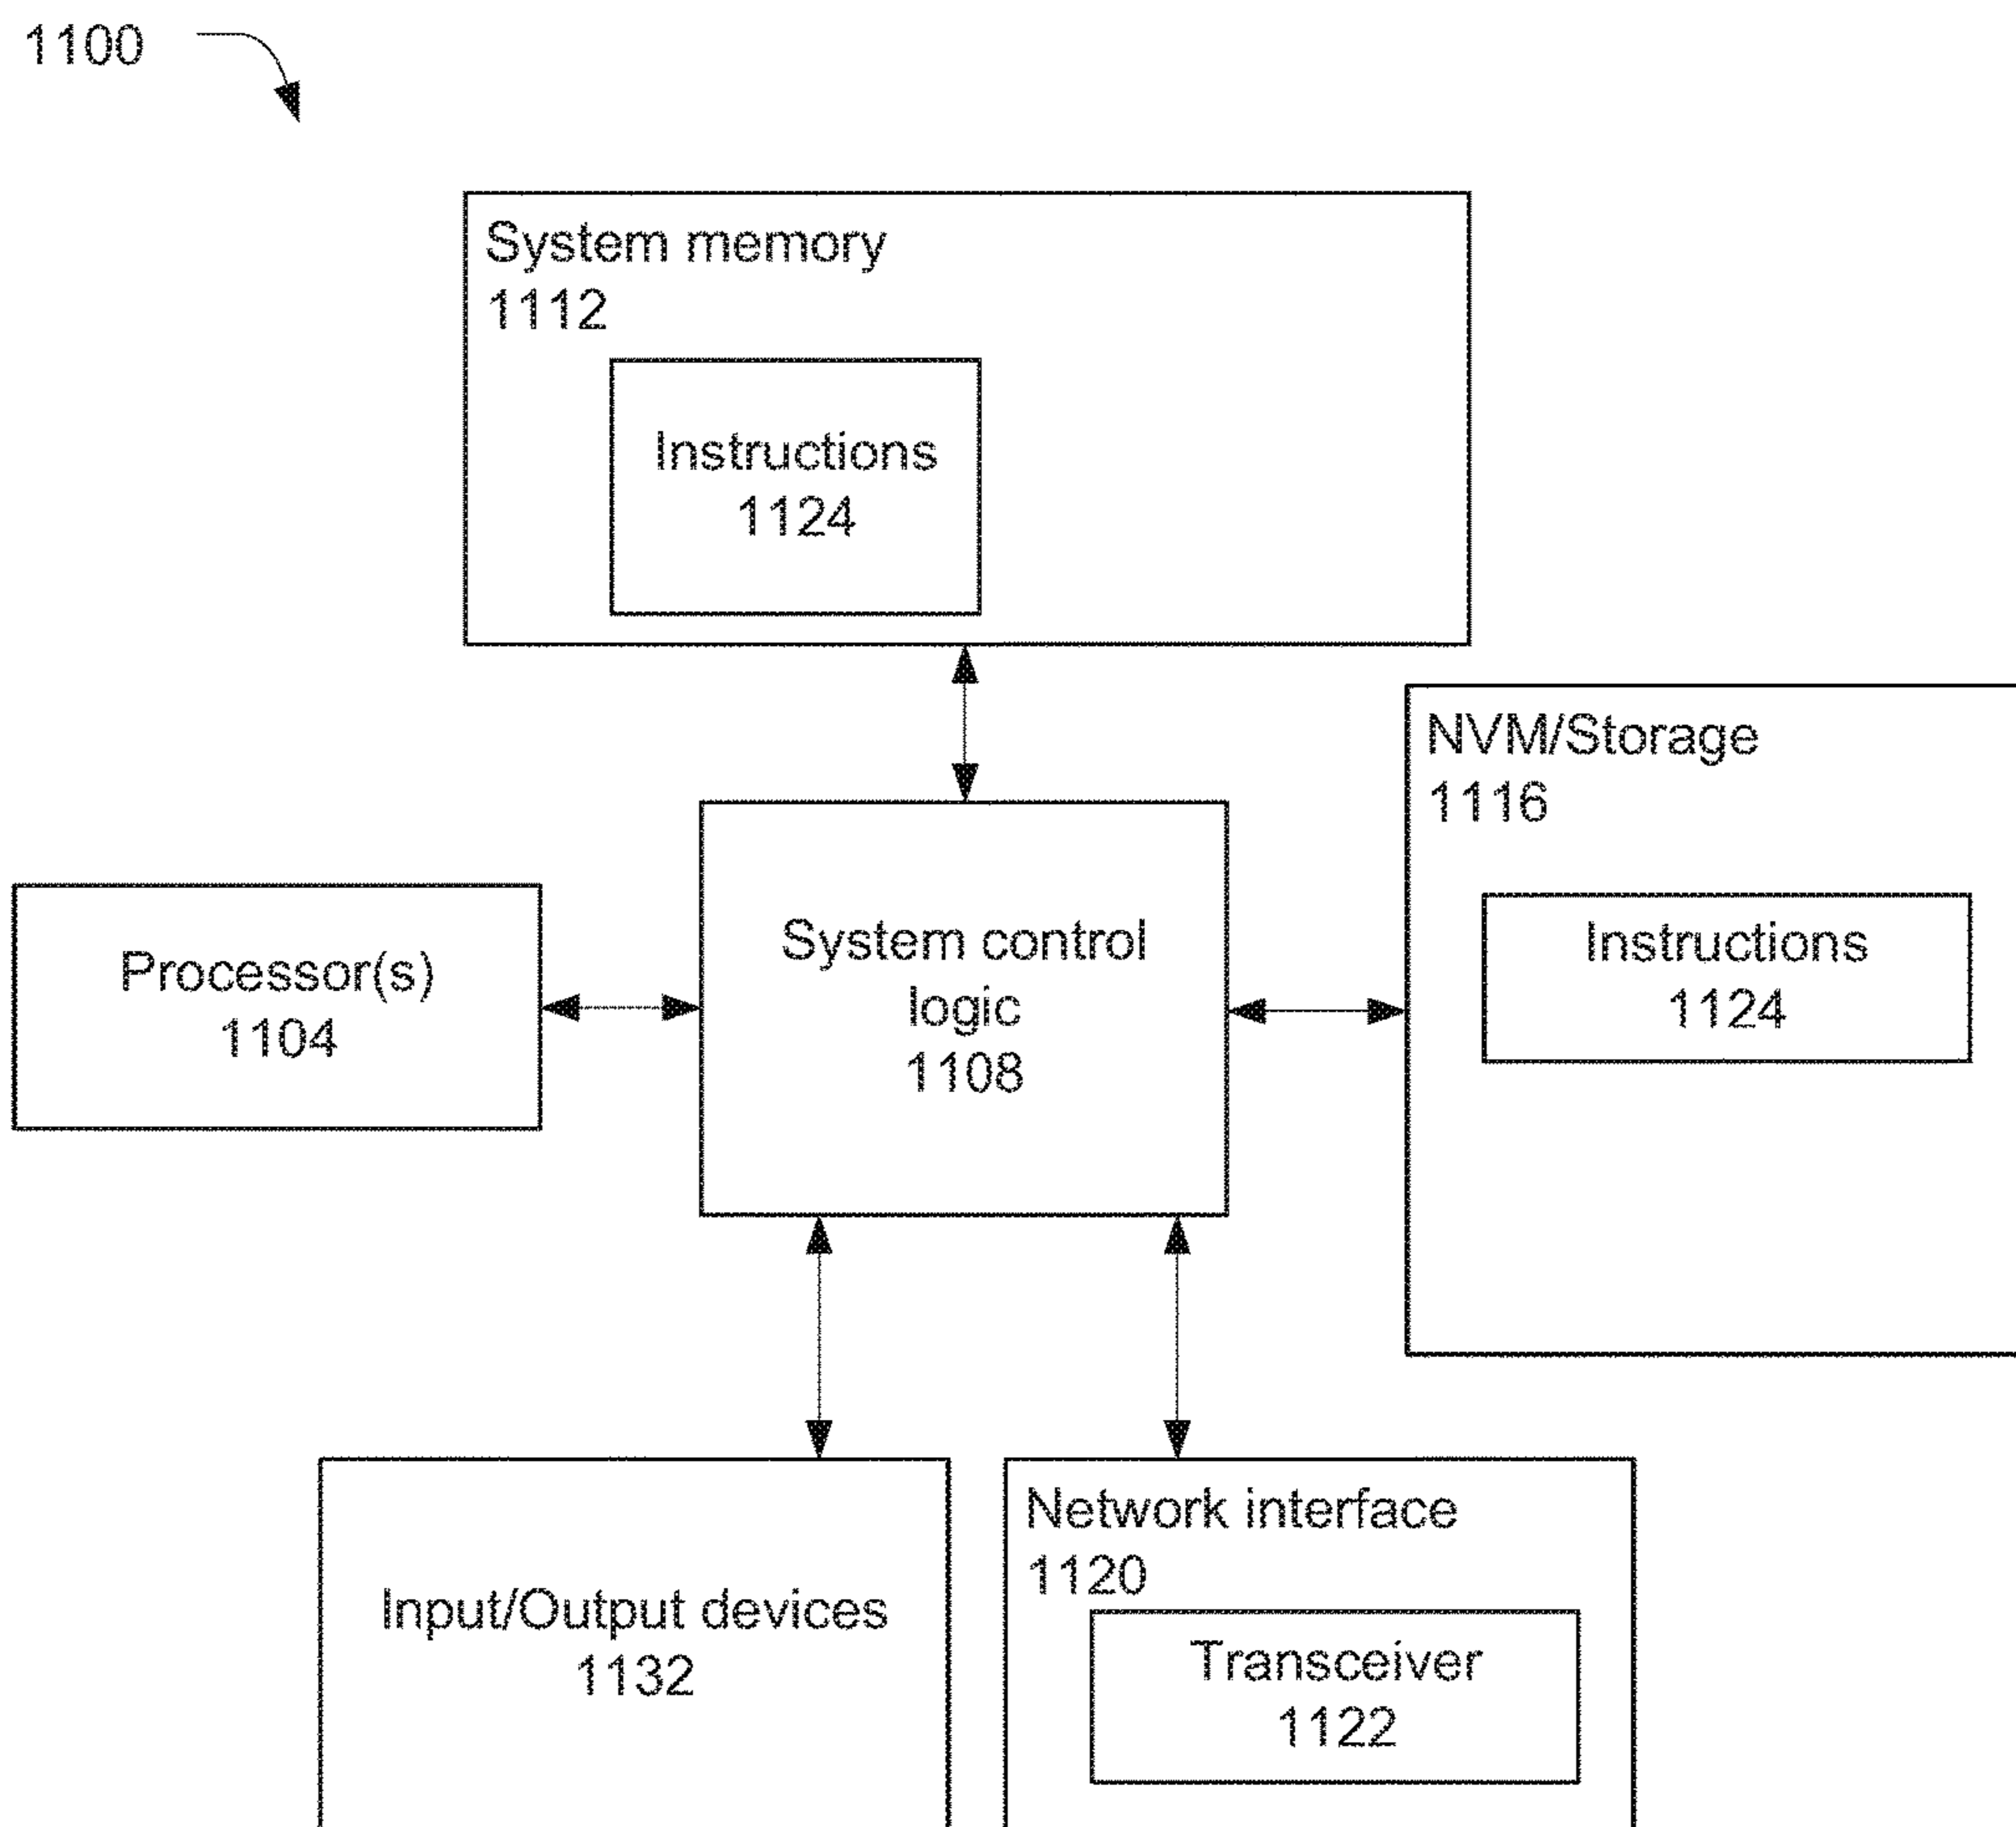 1100
System memory
1112
Instructions
1124
NVM/Storage
1116
Instructions
1124
Processor(s)
1104
System control
logic
1108
Input/Output devices
1132
Network interface
1120
Transceiver
1122